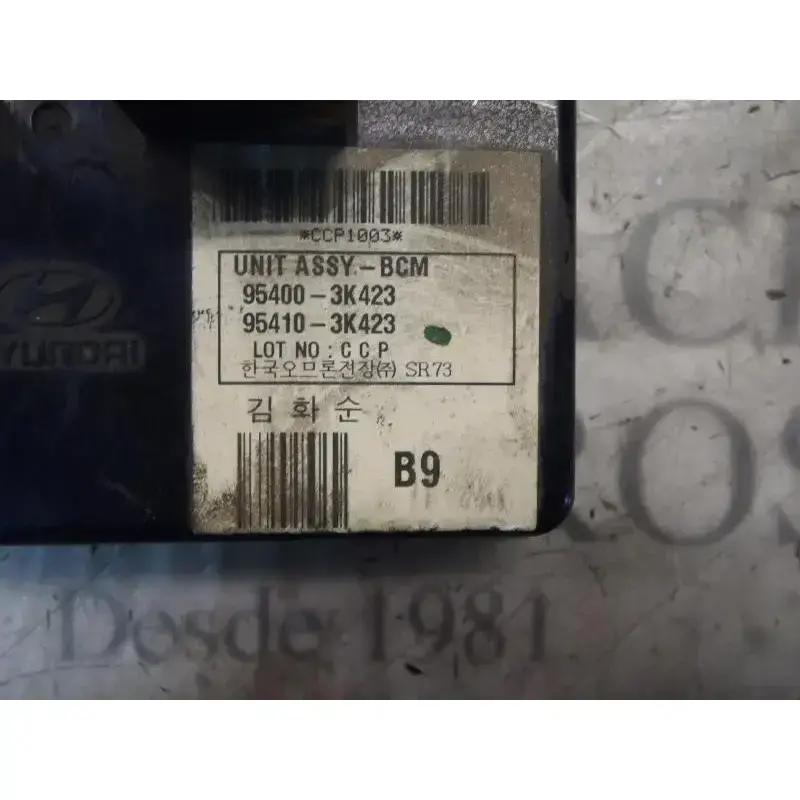 *CCP1003*
UNIT ASSY.-BCM
95400-3K423
95410-3K423
LOT NO : C C P
한국오므론전장㈜ SR73
김 화 순
B9
HYUNDAI
Desde 1981